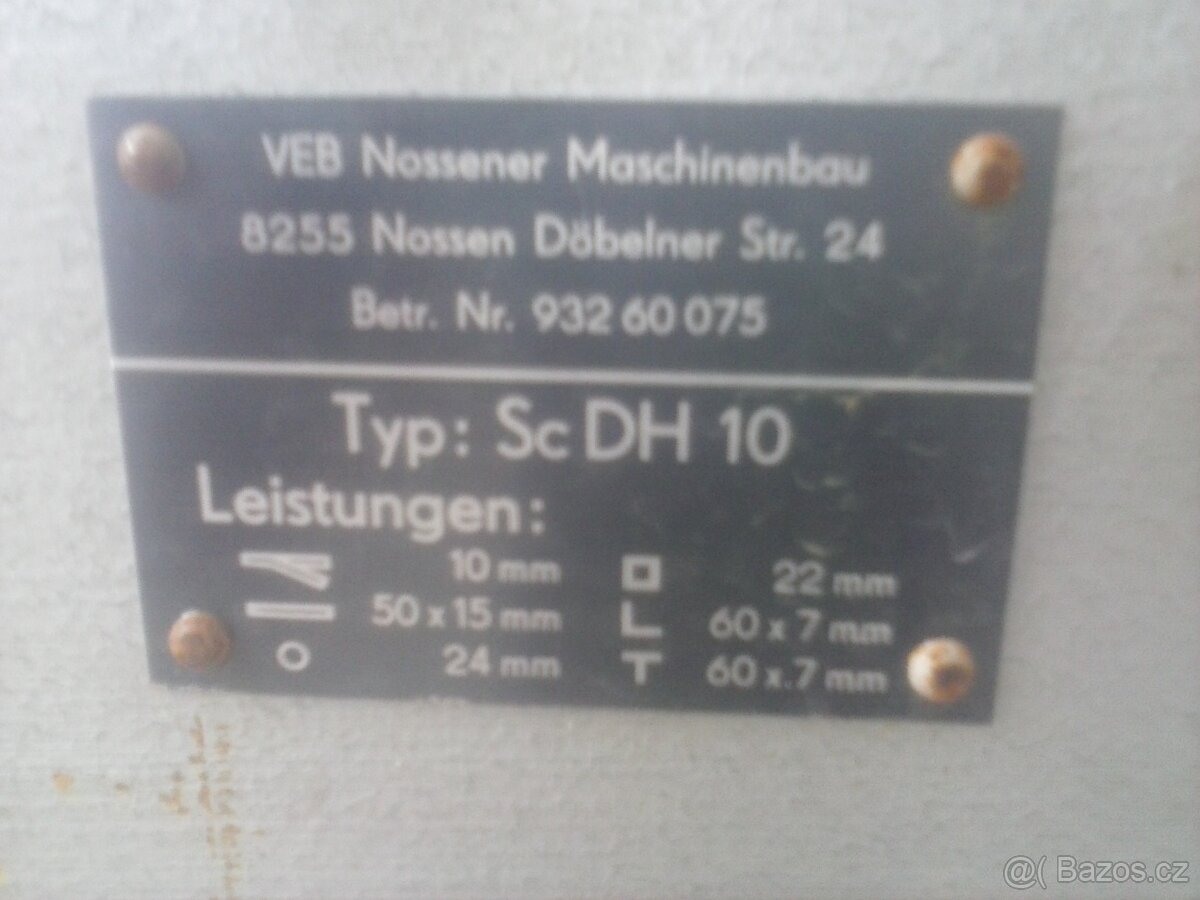 VEB Nossener Maschinenbau
8255 Nossen Döbelner Str. 24
Betr. Nr. 932 60 075
Typ: Sc DH 10
Leistungen:
10 mm 22 mm
50 x 15 mm L 60 x 7 mm
24 mm T 60 x.7 mm
@( Bazos.cz